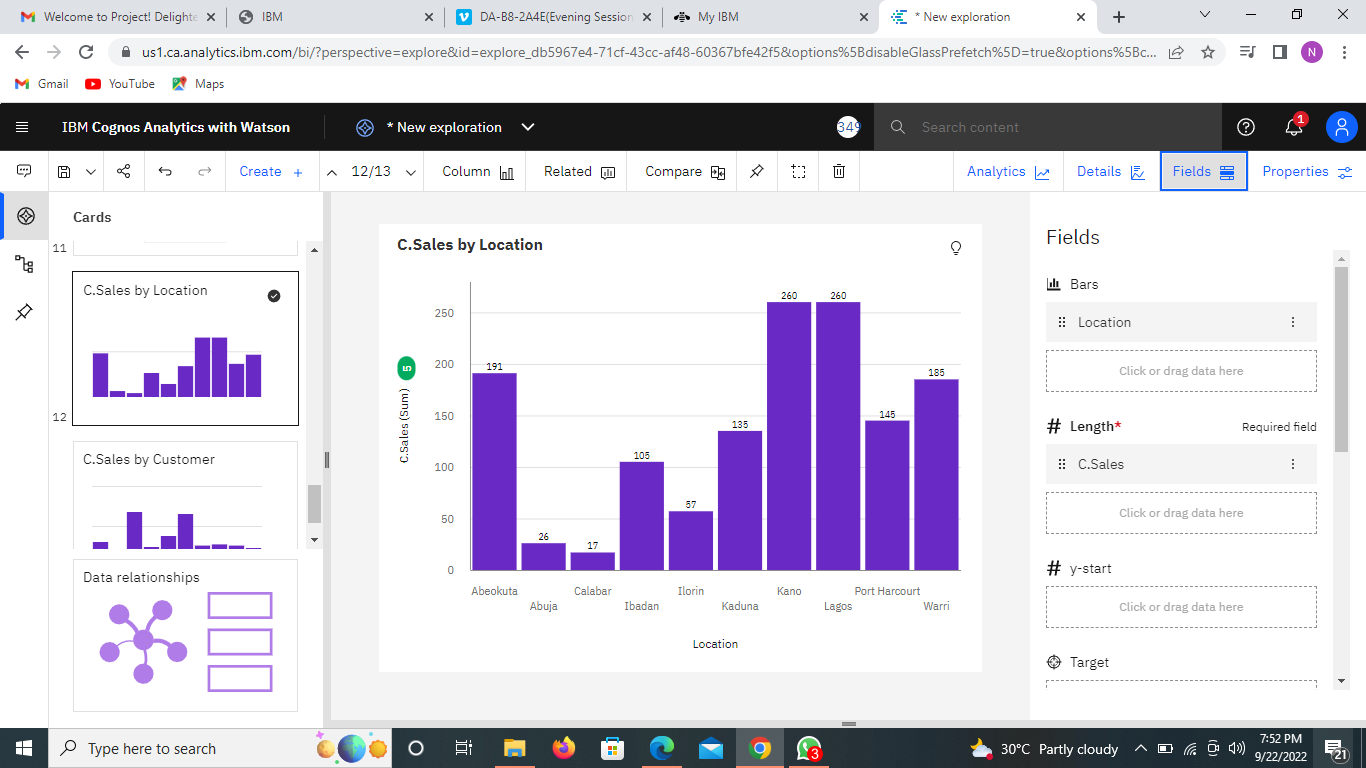 Welcome to Project! Delighte
IBM
DA-B8-2A4E(Evening Session
My IBM
* New exploration
us1.ca.analytics.ibm.com/bi/?perspective=explore&id=explore_db5967e4-71cf-43cc-af48-60367bfe42f5&options%5BdisableGlassPrefetch%5D=true&options%5Bc...
N
Gmail
YouTube
Maps
IBM Cognos Analytics with Watson
* New exploration
349
Search content
1
Create +
12/13
Column
Related
Compare
Analytics
Details
Fields
Properties
Cards
11
C.Sales by Location
12
C.Sales by Customer
Data relationships
C.Sales by Location
250
200
150
100
50
0
C.Sales (Sum)
5
191
26
17
105
57
135
260
260
145
185
Abeokuta
Abuja
Calabar
Ibadan
Ilorin
Kaduna
Kano
Lagos
Port Harcourt
Warri
Location
Fields
Bars
Location
Click or drag data here
# Length*
Required field
C.Sales
Click or drag data here
# y-start
Click or drag data here
Target
Type here to search
3
30°C Partly cloudy
7:52 PM
9/22/2022
21